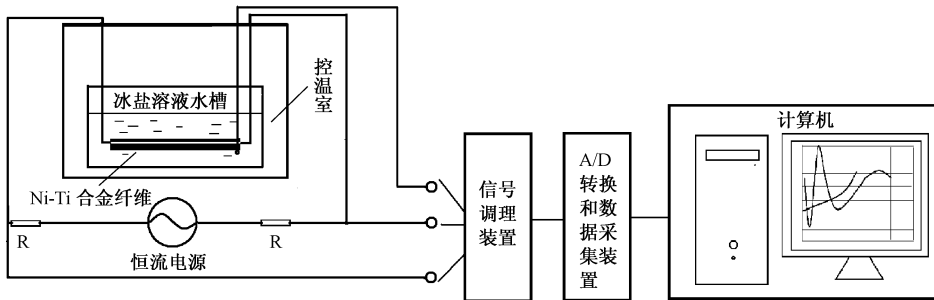 控
温
室
冰盐溶液水槽
Ni-Ti 合金纤维
R
R
恒流电源
信号
调理
装置
A/D
转换
和数
据采
集装
置
计算机